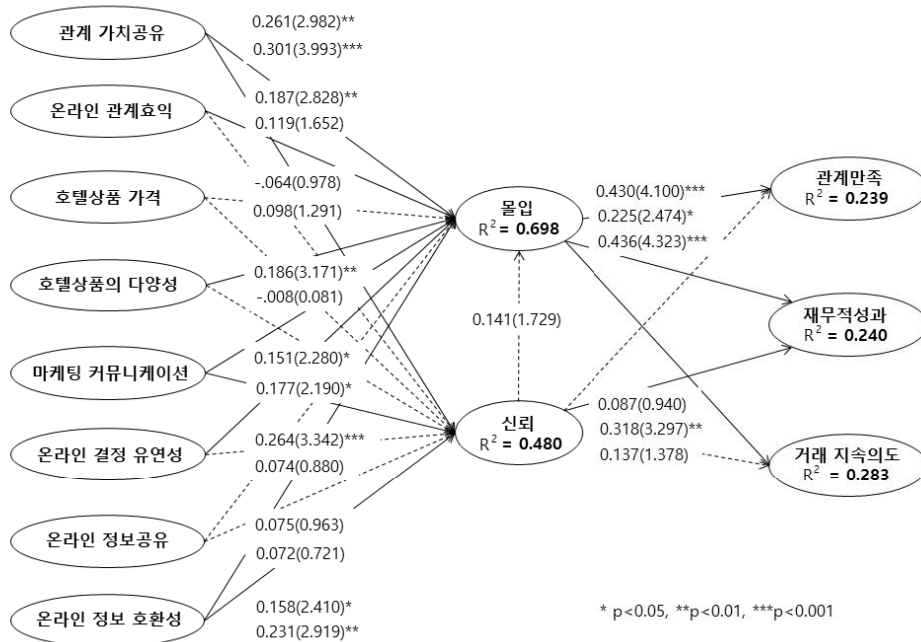 관계 가치공유
0.261(2.982)**
0.301(3.993)***
온라인 관계효익
0.187(2.828)**
0.119(1.652)
호텔상품 가격
-.064(0.978)
0.098(1.291)
호텔상품의 다양성
0.186(3.171)**
-.008(0.081)
마케팅 커뮤니케이션
0.151(2.280)*
0.177(2.190)*
온라인 결정 유연성
0.264(3.342)***
0.074(0.880)
온라인 정보공유
0.075(0.963)
0.072(0.721)
온라인 정보 호환성
0.158(2.410)*
0.231(2.919)**
몰입
R² = 0.698
0.141(1.729)
신뢰
R² = 0.480
0.430(4.100)***
0.225(2.474)*
0.436(4.323)***
0.087(0.940)
0.318(3.297)**
0.137(1.378)
관계만족
R² = 0.239
재무적성과
R² = 0.240
거래 지속의도
R² = 0.283
* p<0.05, **p<0.01, ***p<0.001